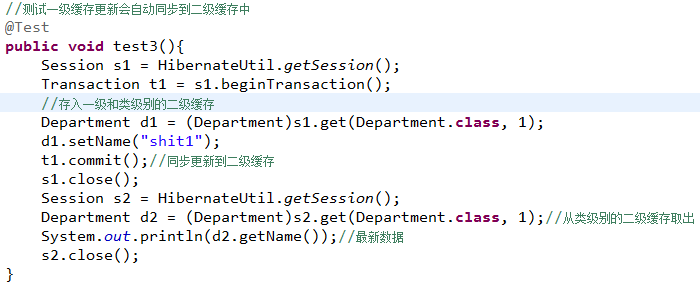 //测试一级缓存更新会自动同步到二级缓存中
@Test
public void test3(){
Session s1 = HibernateUtil.getSession();
Transaction t1 = s1.beginTransaction();
//存入一级和类级别的二级缓存
Department d1 = (Department)s1.get(Department.class, 1);
d1.setName("shit1");
t1.commit();//同步更新到二级缓存
s1.close();
Session s2 = HibernateUtil.getSession();
Department d2 = (Department)s2.get(Department.class, 1);//从类级别的二级缓存取出
System.out.println(d2.getName());//最新数据
s2.close();
}